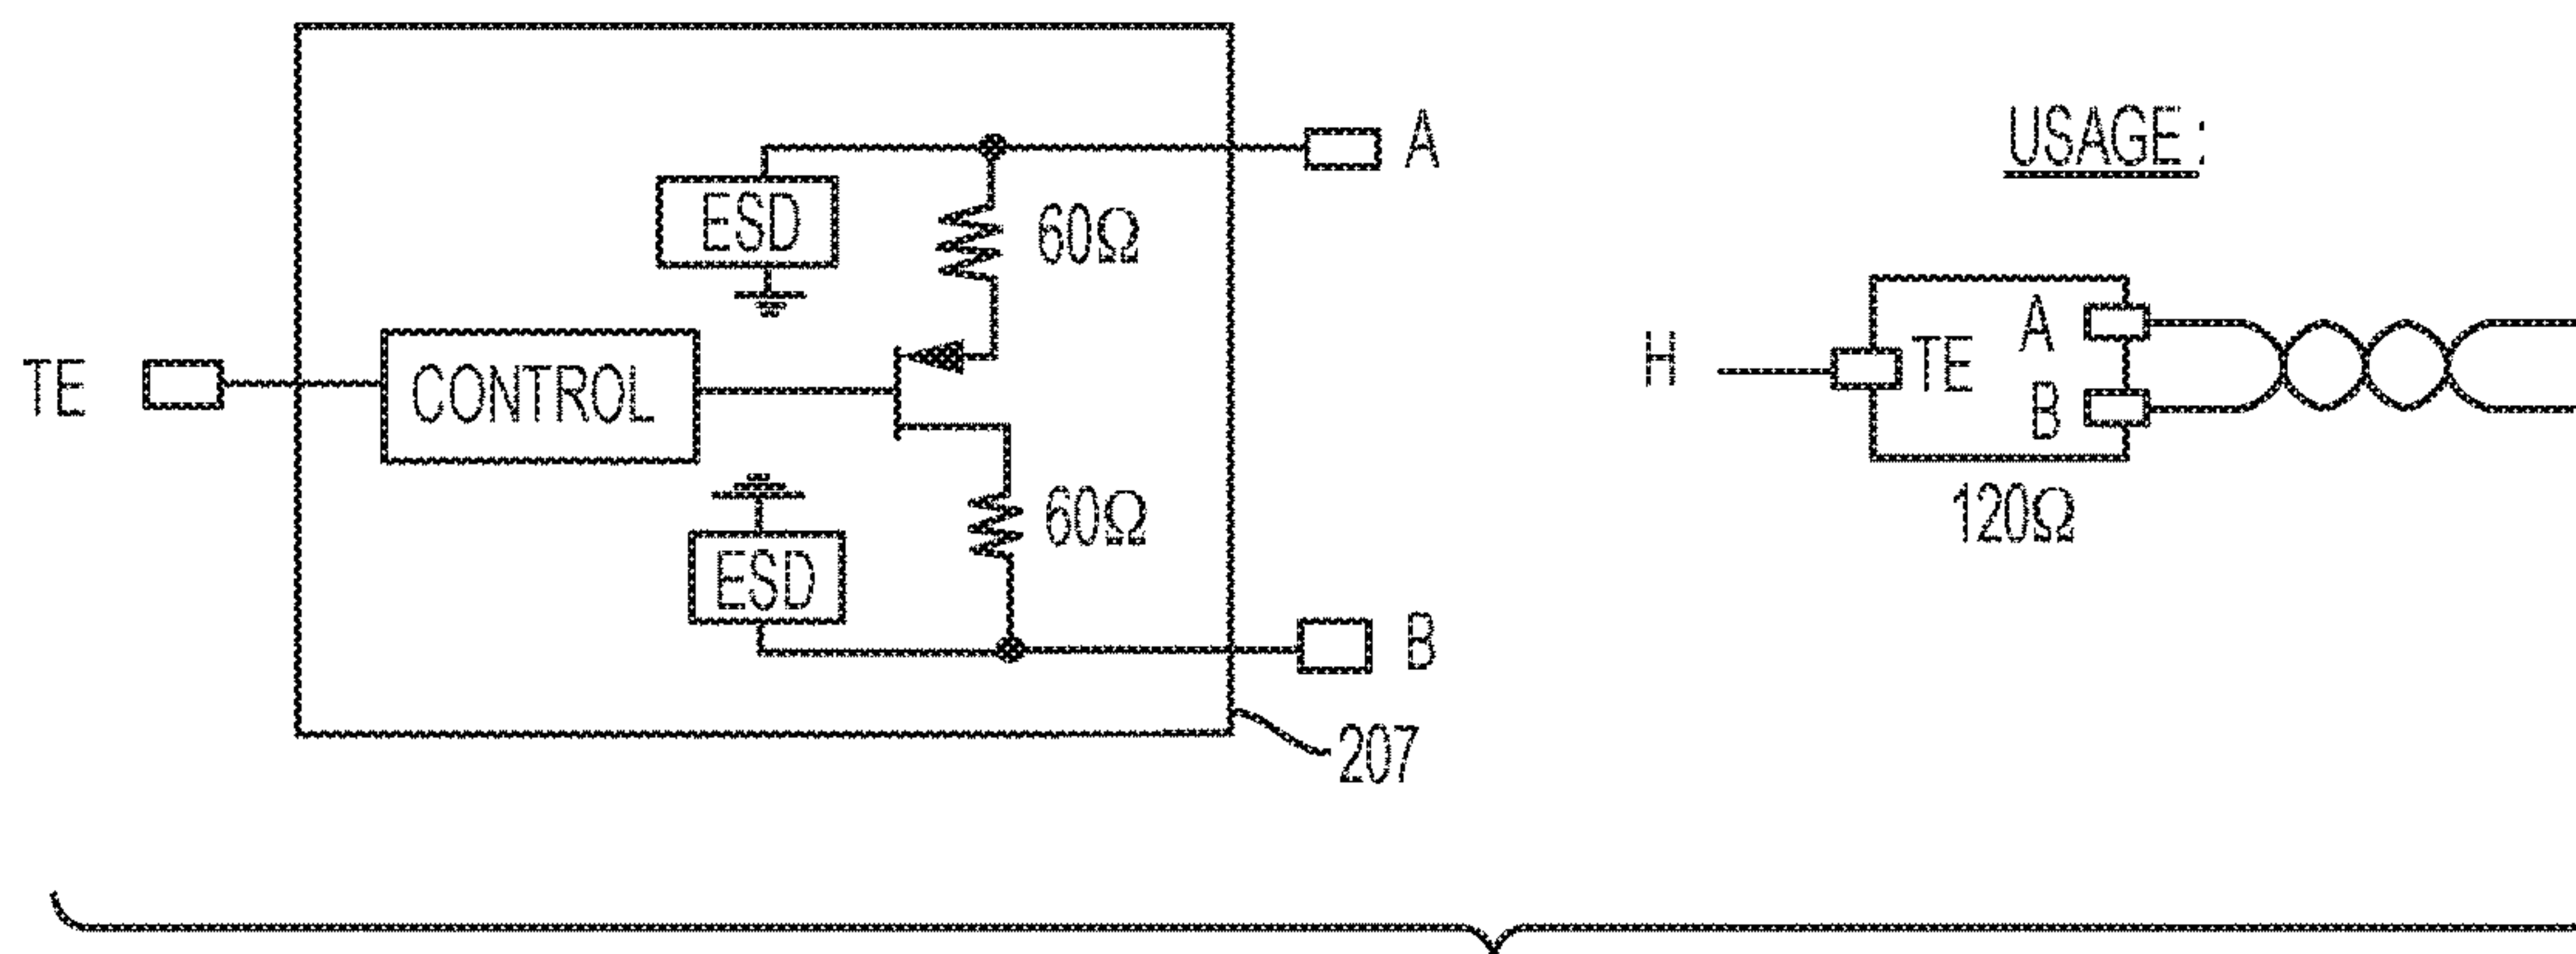 TE
CONTROL
ESD
60Ω
ESD
60Ω
A
B
207
USAGE :
H
TE
A
B
120Ω